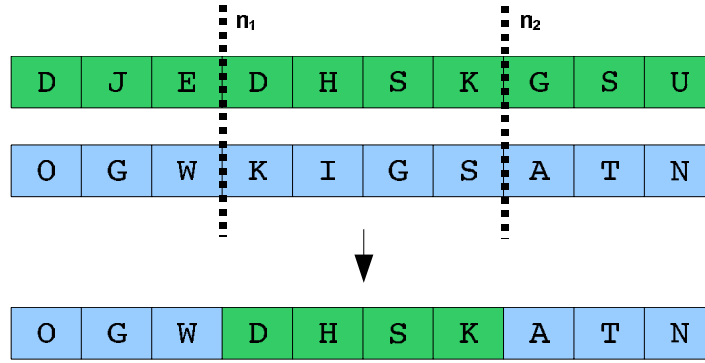 n₁ n₂
D J E D H S K G S U
O G W K I G S A T N
O G W D H S K A T N